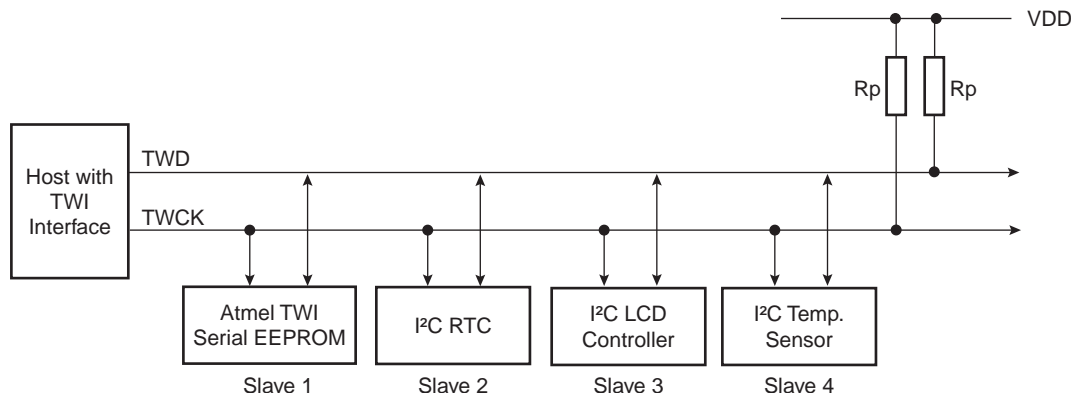 VDD
Rp
Rp
Host with
TWI
Interface
TWD
TWCK
Atmel TWI
Serial EEPROM
I²C RTC
I²C LCD
Controller
I²C Temp.
Sensor
Slave 1
Slave 2
Slave 3
Slave 4